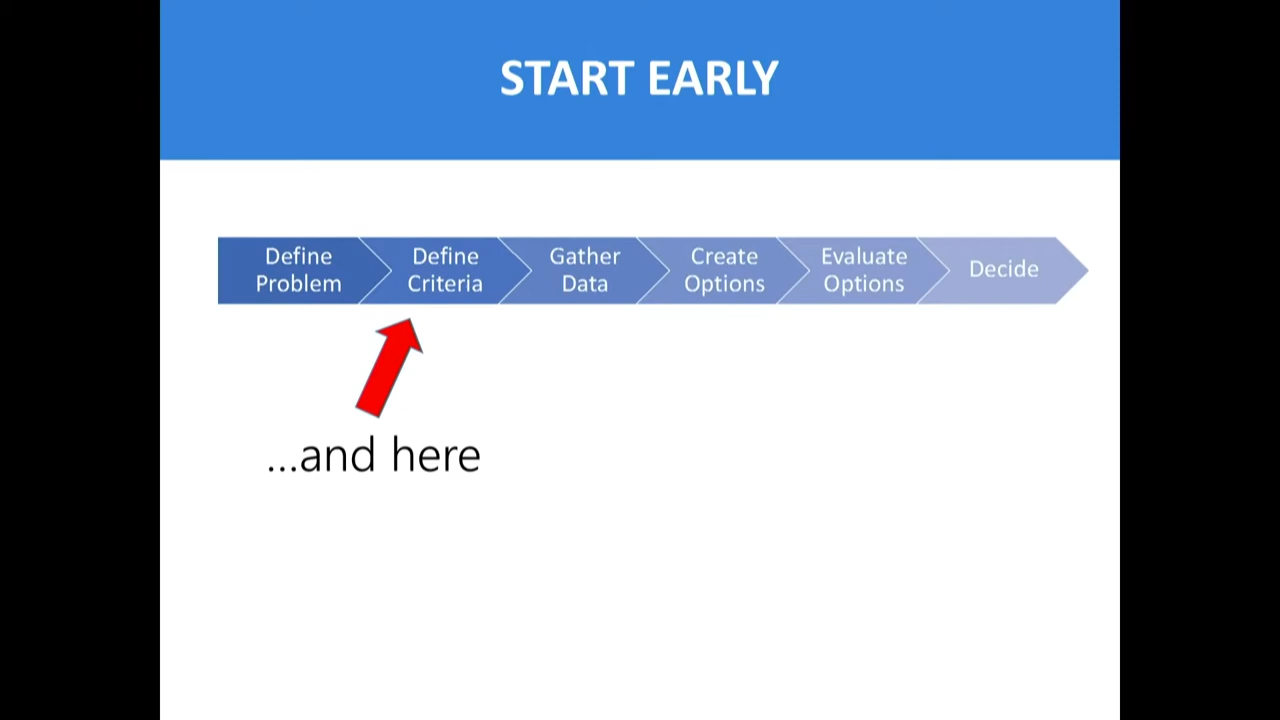 START EARLY
Define
Problem
Define
Criteria
Gather
Data
Create
Options
Evaluate
Options
Decide
...and here